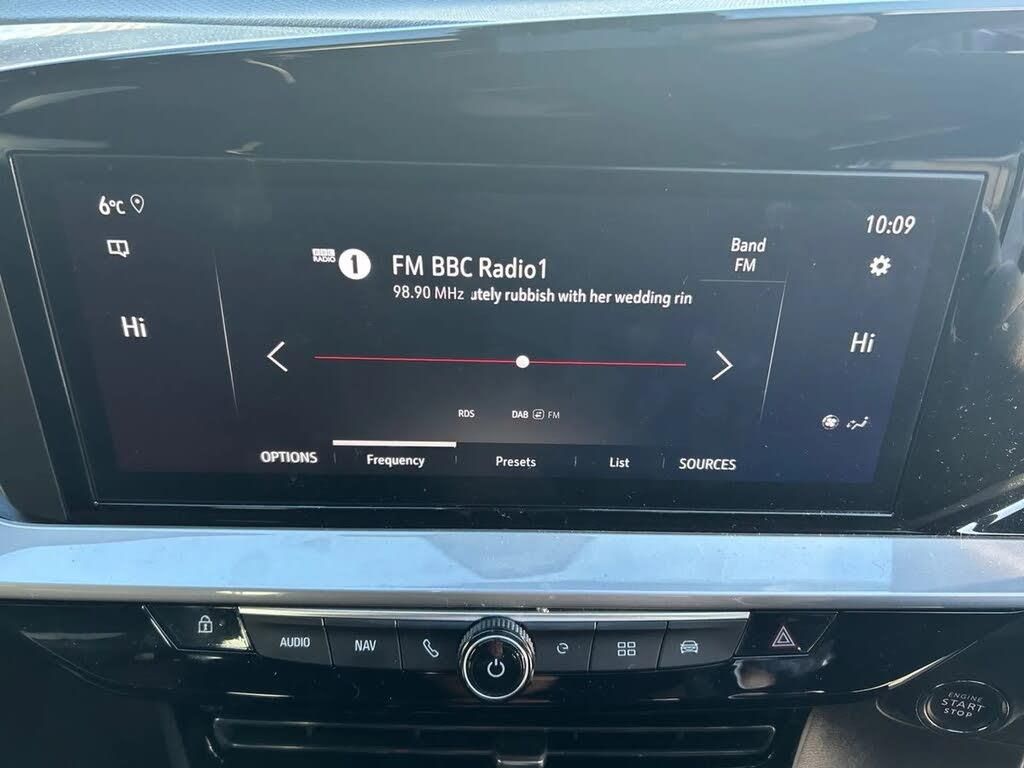 6°C
10:09
BBC
RADIO
1
FM BBC Radio1
Band
FM
98.90 MHz utely rubbish with her wedding rin
Hi
Hi
RDS
DAB FM
OPTIONS
Frequency
Presets
List
SOURCES
AUDIO
NAV
ENGINE
START
STOP